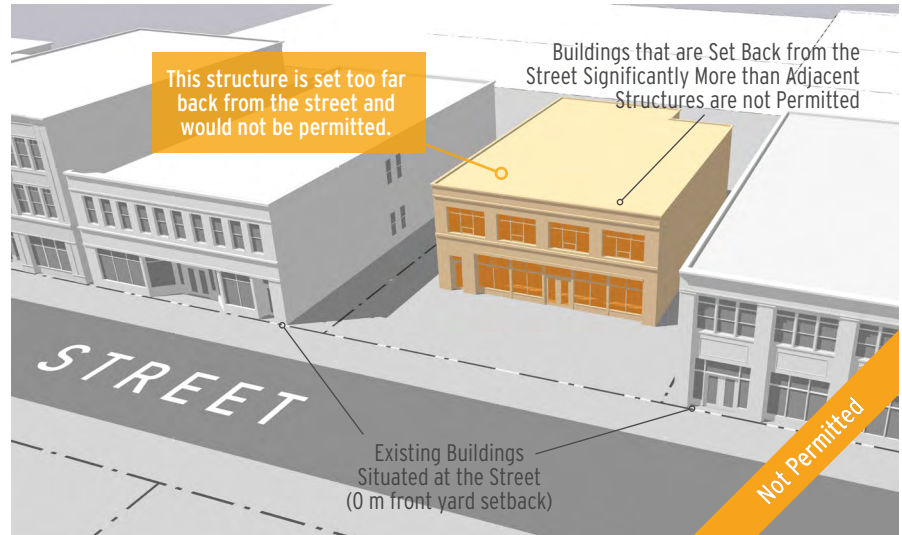 This structure is set too far
back from the street and
would not be permitted.
Buildings that are Set Back from the
Street Significantly More than Adjacent
Structures are not Permitted
STREET
Existing Buildings
Situated at the Street
(0 m front yard setback)
Not Permitted